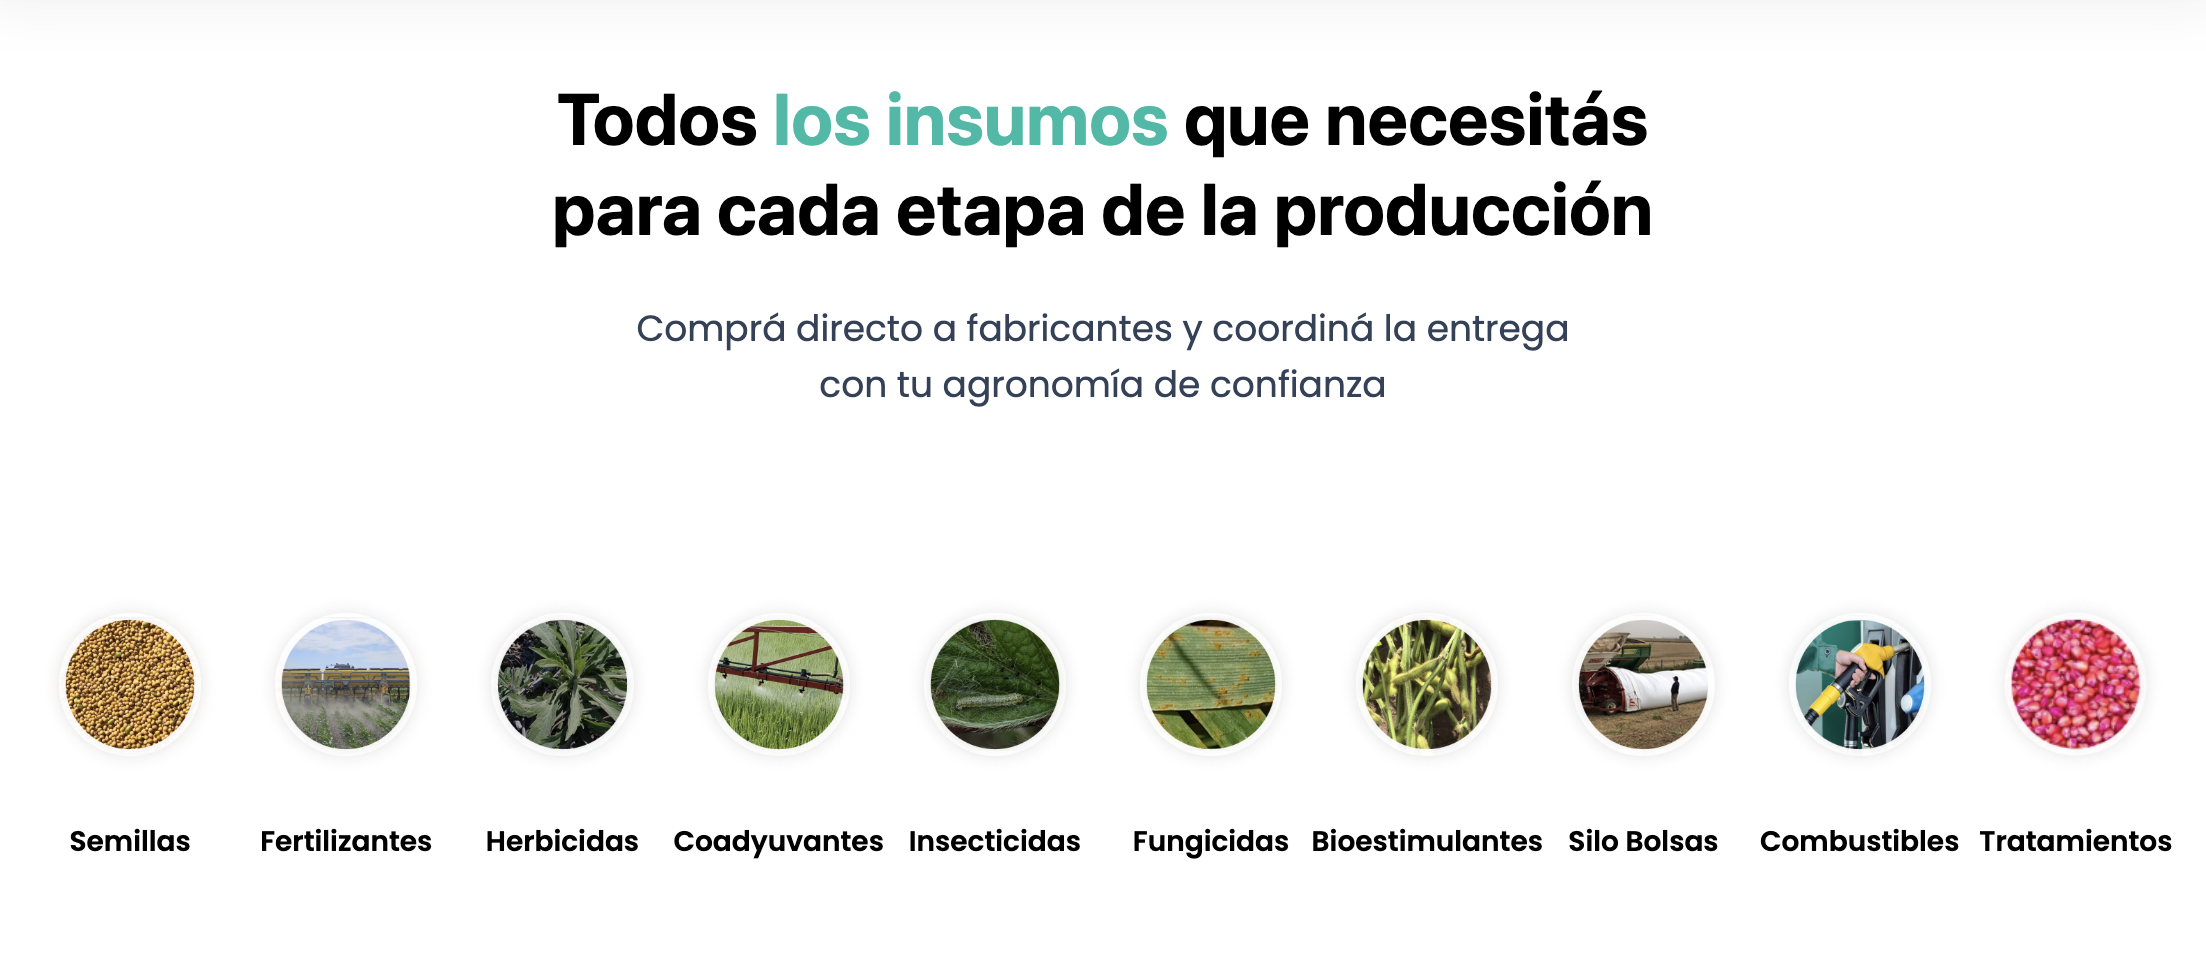 Todos los insumos que necesitás
para cada etapa de la producción
Comprá directo a fabricantes y coordiná la entrega
con tu agronomía de confianza
Semillas
Fertilizantes
Herbicidas
Coadyuvantes
Insecticidas
Fungicidas
Bioestimulantes
Silo Bolsas
Combustibles
Tratamientos